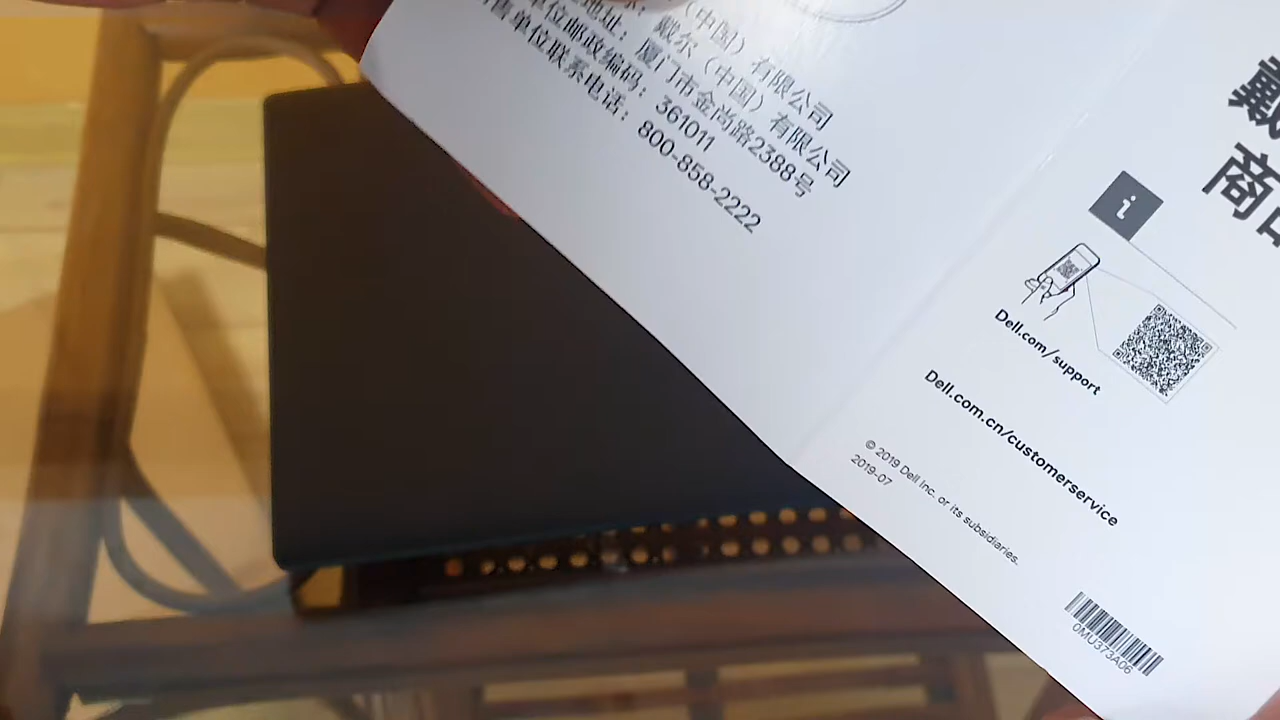 （中国）有限公司
戴尔（中国）有限公司
地址：厦门市金尚路2388号
位邮政编码：361011
售单位联系电话：800-858-2222
戴
商
i
Dell.com/support
Dell.com.cn/customerservice
© 2019 Dell Inc. or its subsidiaries.
2019-07
0MU373A06